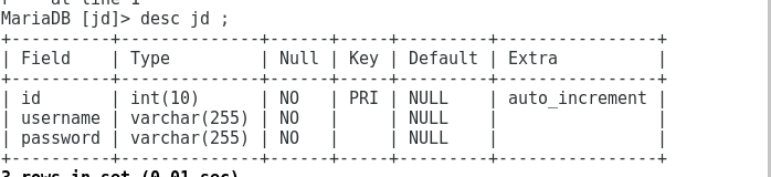 at line 1
MariaDB [jd]> desc jd ;
+----------+--------------+------+-----+---------+----------------+
| Field    | Type         | Null | Key | Default | Extra          |
+----------+--------------+------+-----+---------+----------------+
| id       | int(10)      | NO   | PRI | NULL    | auto_increment |
| username | varchar(255) | NO   |     | NULL    |                |
| password | varchar(255) | NO   |     | NULL    |                |
+----------+--------------+------+-----+---------+----------------+
3 rows in set (0.01 sec)